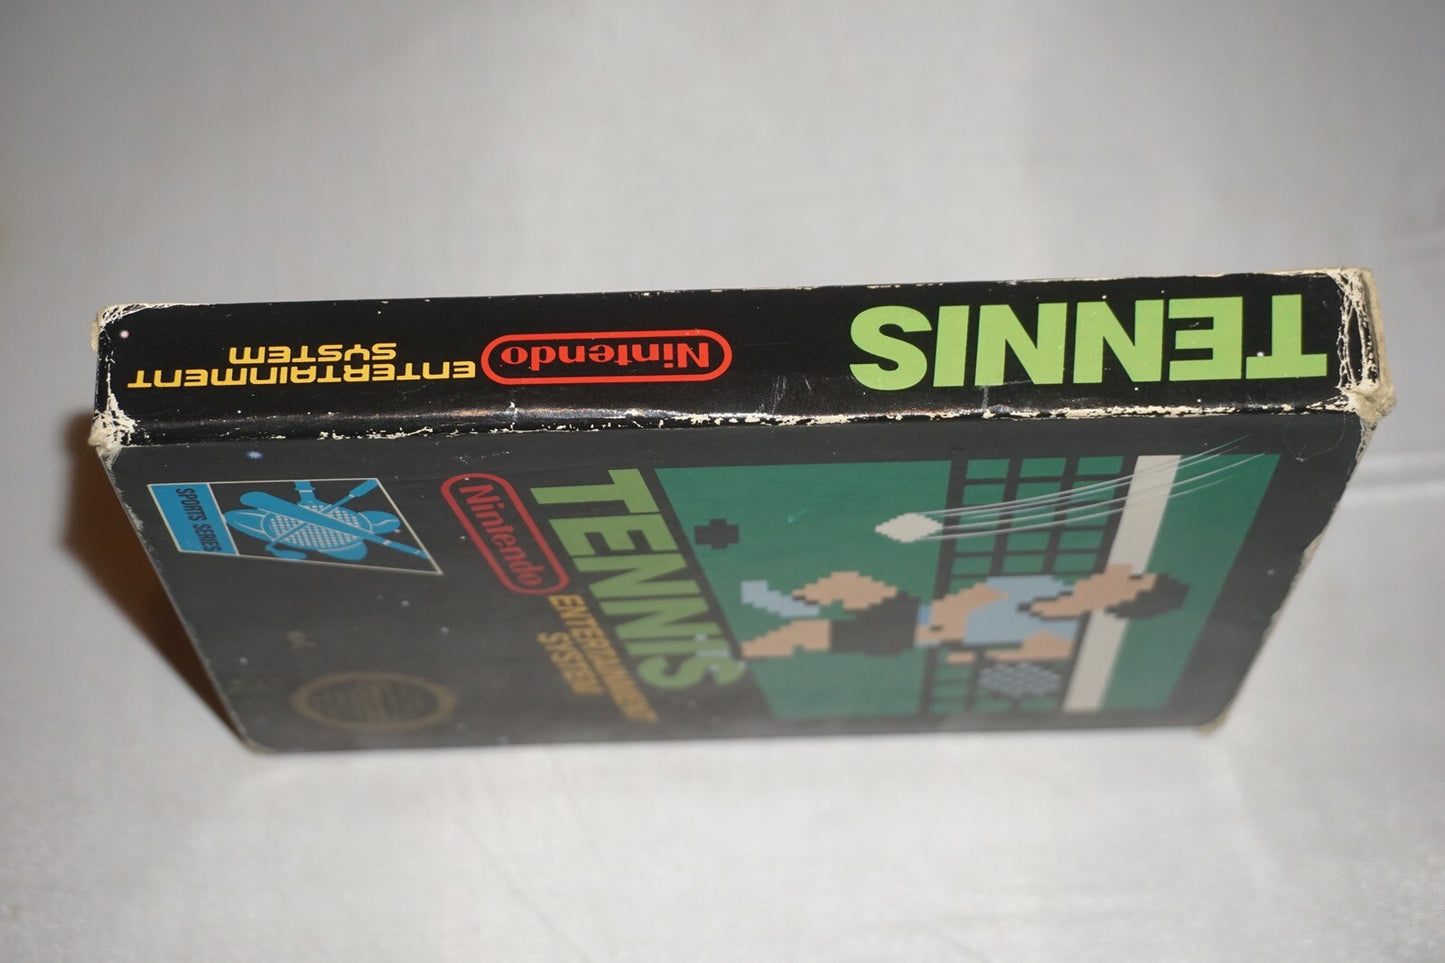 TENNIS
Nintendo
ENTERTAINMENT
SYSTEM
TENNIS
Nintendo
ENTERTAINMENT
SYSTEM
SPORTS SERIES